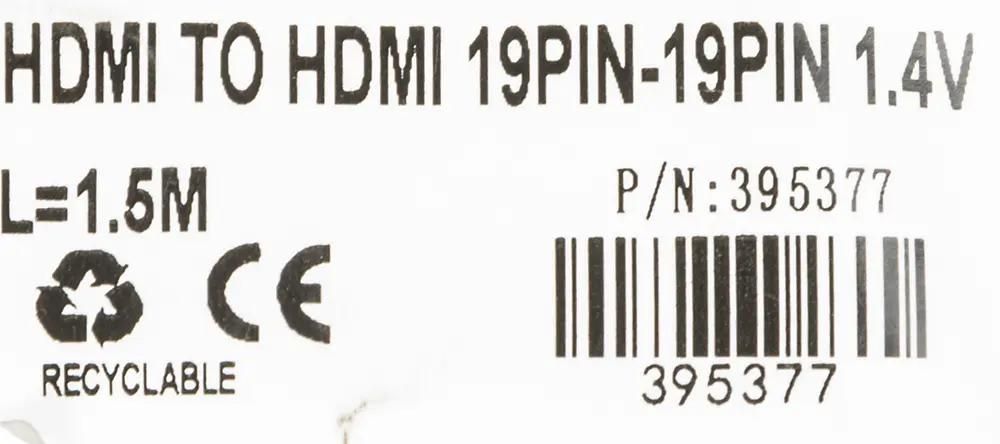 HDMI TO HDMI 19PIN-19PIN 1.4V
L=1.5M
P/N:395377
CE
RECYCLABLE
395377